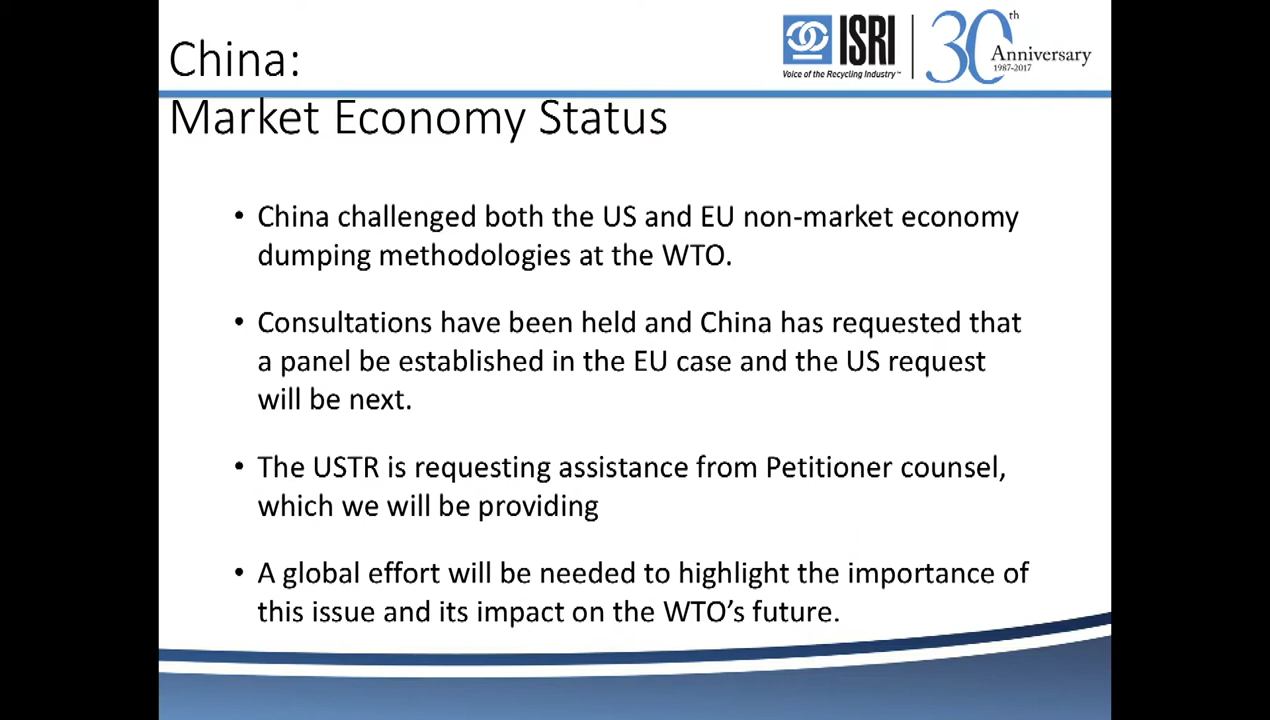 China:
Market Economy Status
ISRI
Voice of the Recycling Industry™
30th
Anniversary
1987-2017
• China challenged both the US and EU non-market economy
dumping methodologies at the WTO.
• Consultations have been held and China has requested that
a panel be established in the EU case and the US request
will be next.
• The USTR is requesting assistance from Petitioner counsel,
which we will be providing
• A global effort will be needed to highlight the importance of
this issue and its impact on the WTO’s future.